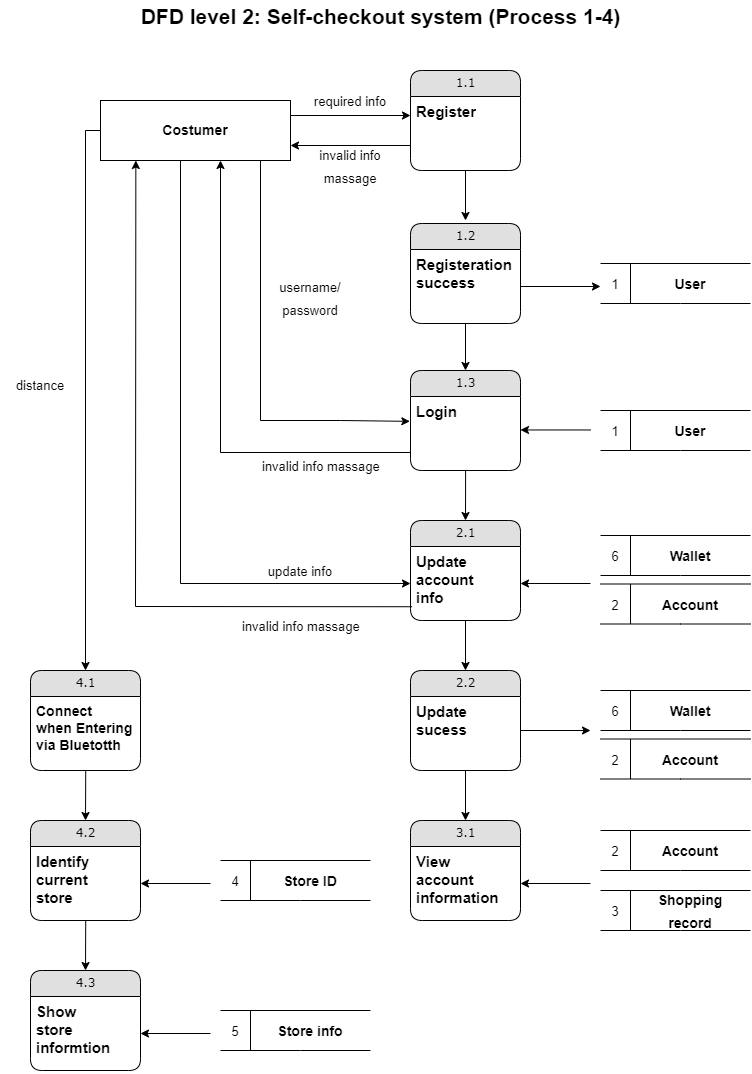 DFD level 2: Self-checkout system (Process 1-4)
1.1
Register
Costumer
required info
invalid info
massage
1.2
Registeration
success
1
User
username/
password
distance
1.3
Login
1
User
invalid info massage
2.1
Update
account
info
6
Wallet
2
Account
update info
invalid info massage
4.1
Connect
when Entering
via Bluetotth
2.2
Update
sucess
6
Wallet
2
Account
4.2
Identify
current
store
4
Store ID
3.1
View
account
information
2
Account
3
Shopping
record
4.3
Show
store
informtion
5
Store info